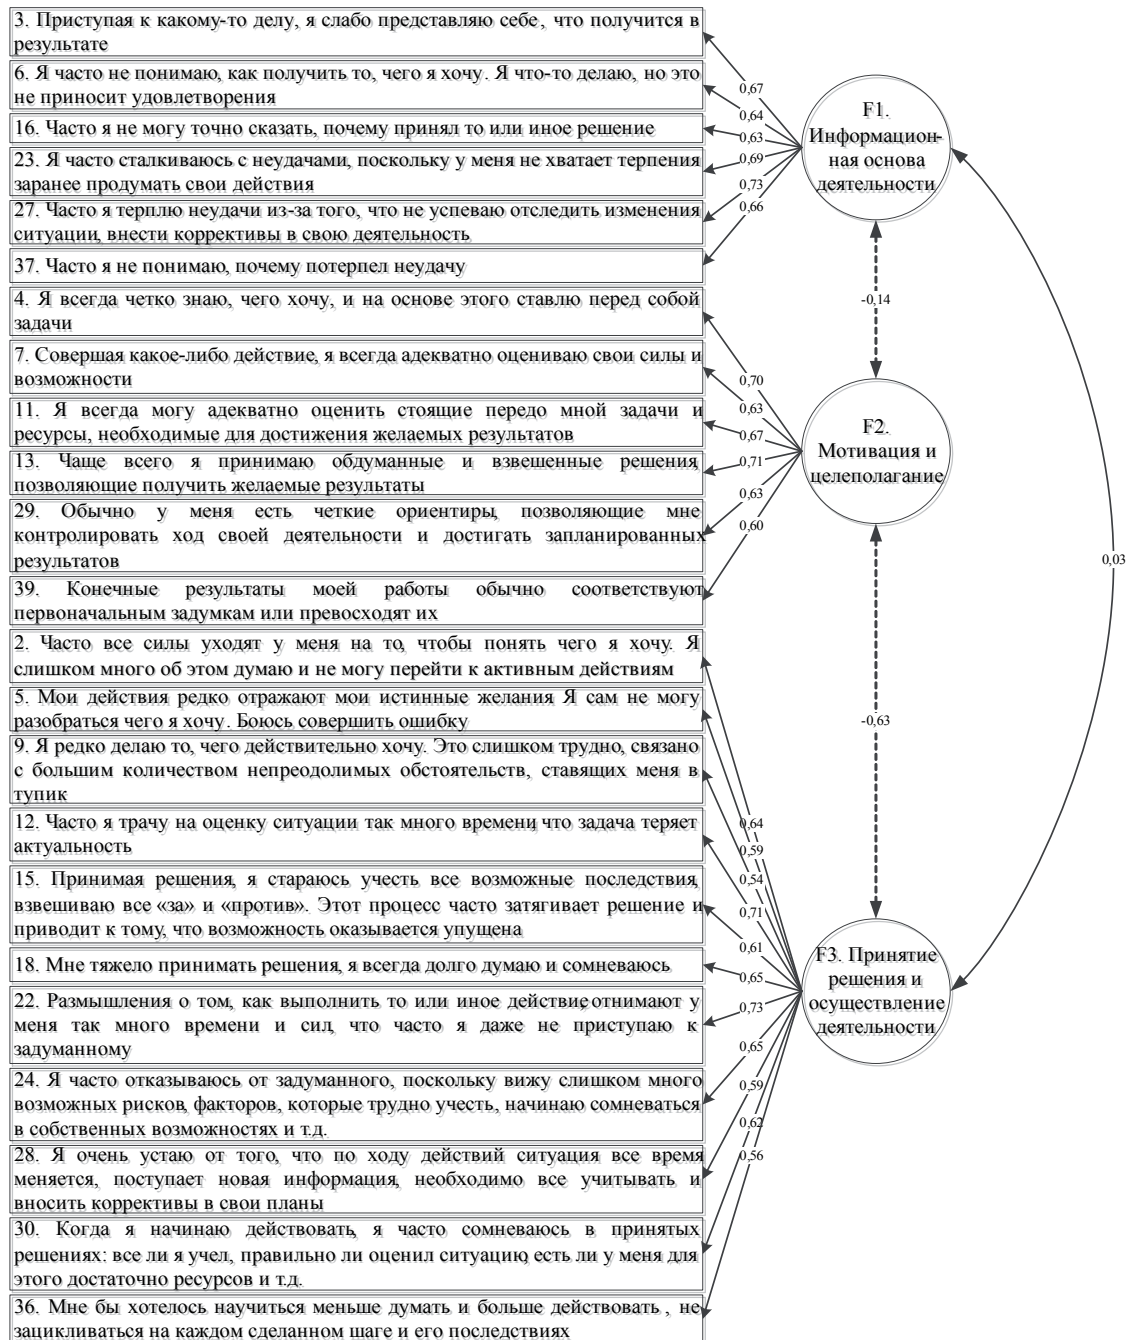 3. Приступая к какому-то делу, я слабо представляю себе, что получится в
результате
6. Я часто не понимаю, как получить то, чего я хочу. Я что-то делаю, но это
не приносит удовлетворения
16. Часто я не могу точно сказать, почему принял то или иное решение
23. Я часто сталкиваюсь с неудачами, поскольку у меня не хватает терпения
заранее продумать свои действия
27. Часто я терплю неудачи из-за того, что не успеваю отследить изменения
ситуации, внести коррективы в свою деятельность
37. Часто я не понимаю, почему потерпел неудачу
0,67
0,64
0,63
0,69
0,73
0,66
F1.
Информацион-
ная основа
деятельности
-0,14
4. Я всегда четко знаю, чего хочу, и на основе этого ставлю перед собой
задачи
7. Совершая какое-либо действие, я всегда адекватно оцениваю свои силы и
возможности
11. Я всегда могу адекватно оценить стоящие передо мной задачи и
ресурсы, необходимые для достижения желаемых результатов
13. Чаще всего я принимаю обдуманные и взвешенные решения,
позволяющие получить желаемые результаты
29. Обычно у меня есть четкие ориентиры, позволяющие мне
контролировать ход своей деятельности и достигать запланированных
результатов
39. Конечные результаты моей работы обычно соответствуют
первоначальным задумкам или превосходят их
0,70
0,63
0,67
0,71
0,63
0,60
F2.
Мотивация и
целеполагание
0,03
-0,63
2. Часто все силы уходят у меня на то, чтобы понять чего я хочу. Я
слишком много об этом думаю и не могу перейти к активным действиям
5. Мои действия редко отражают мои истинные желания Я сам не могу
разобраться чего я хочу. Боюсь совершить ошибку
9. Я редко делаю то, чего действительно хочу. Это слишком трудно, связано
с большим количеством непреодолимых обстоятельств, ставящих меня в
тупик
12. Часто я трачу на оценку ситуации так много времени, что задача теряет
актуальность
15. Принимая решения, я стараюсь учесть все возможные последствия,
взвешиваю все «за» и «против». Этот процесс часто затягивает решение и
приводит к тому, что возможность оказывается упущена
18. Мне тяжело принимать решения, я всегда долго думаю и сомневаюсь
22. Размышления о том, как выполнить то или иное действие, отнимают у
меня так много времени и сил, что часто я даже не приступаю к
задуманному
24. Я часто отказываюсь от задуманного, поскольку вижу слишком много
возможных рисков, факторов, которые трудно учесть, начинаю сомневаться
в собственных возможностях и т.д.
28. Я очень устаю от того, что по ходу действий ситуация все время
меняется, поступает новая информация, необходимо все учитывать и
вносить коррективы в свои планы
30. Когда я начинаю действовать, я часто сомневаюсь в принятых
решениях: все ли я учел, правильно ли оценил ситуацию, есть ли у меня для
этого достаточно ресурсов и т.д.
36. Мне бы хотелось научиться меньше думать и больше действовать , не
зацикливаться на каждом сделанном шаге и его последствиях
0,64
0,59
0,54
0,71
0,61
0,65
0,73
0,65
0,59
0,62
0,56
F3. Принятие
решения и
осуществление
деятельности